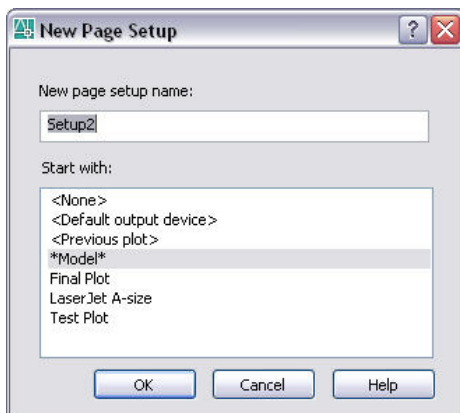 New Page Setup
New page setup name:
Setup2
Start with:
<None>
<Default output device>
<Previous plot>
*Model*
Final Plot
LaserJet A-size
Test Plot
OK Cancel Help